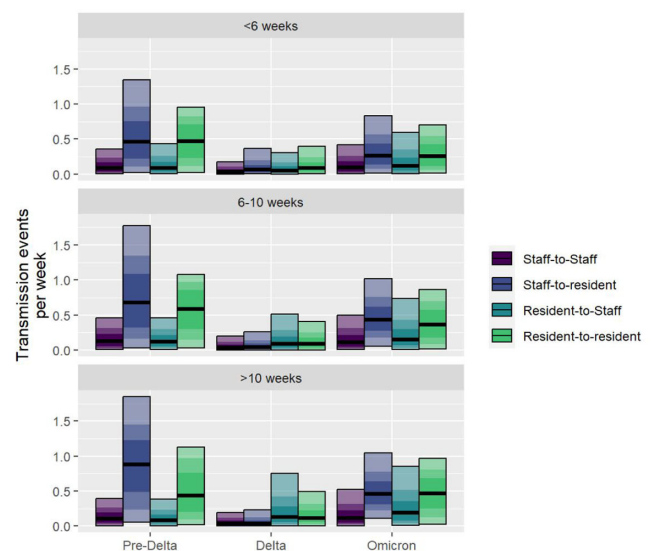 <6 weeks
1.5
1.0
0.5
0.0
6-10 weeks
1.5
1.0
0.5
0.0
>10 weeks
1.5
1.0
0.5
0.0
Transmission events
per week
Pre-Delta
Delta
Omicron
Staff-to-Staff
Staff-to-resident
Resident-to-Staff
Resident-to-resident